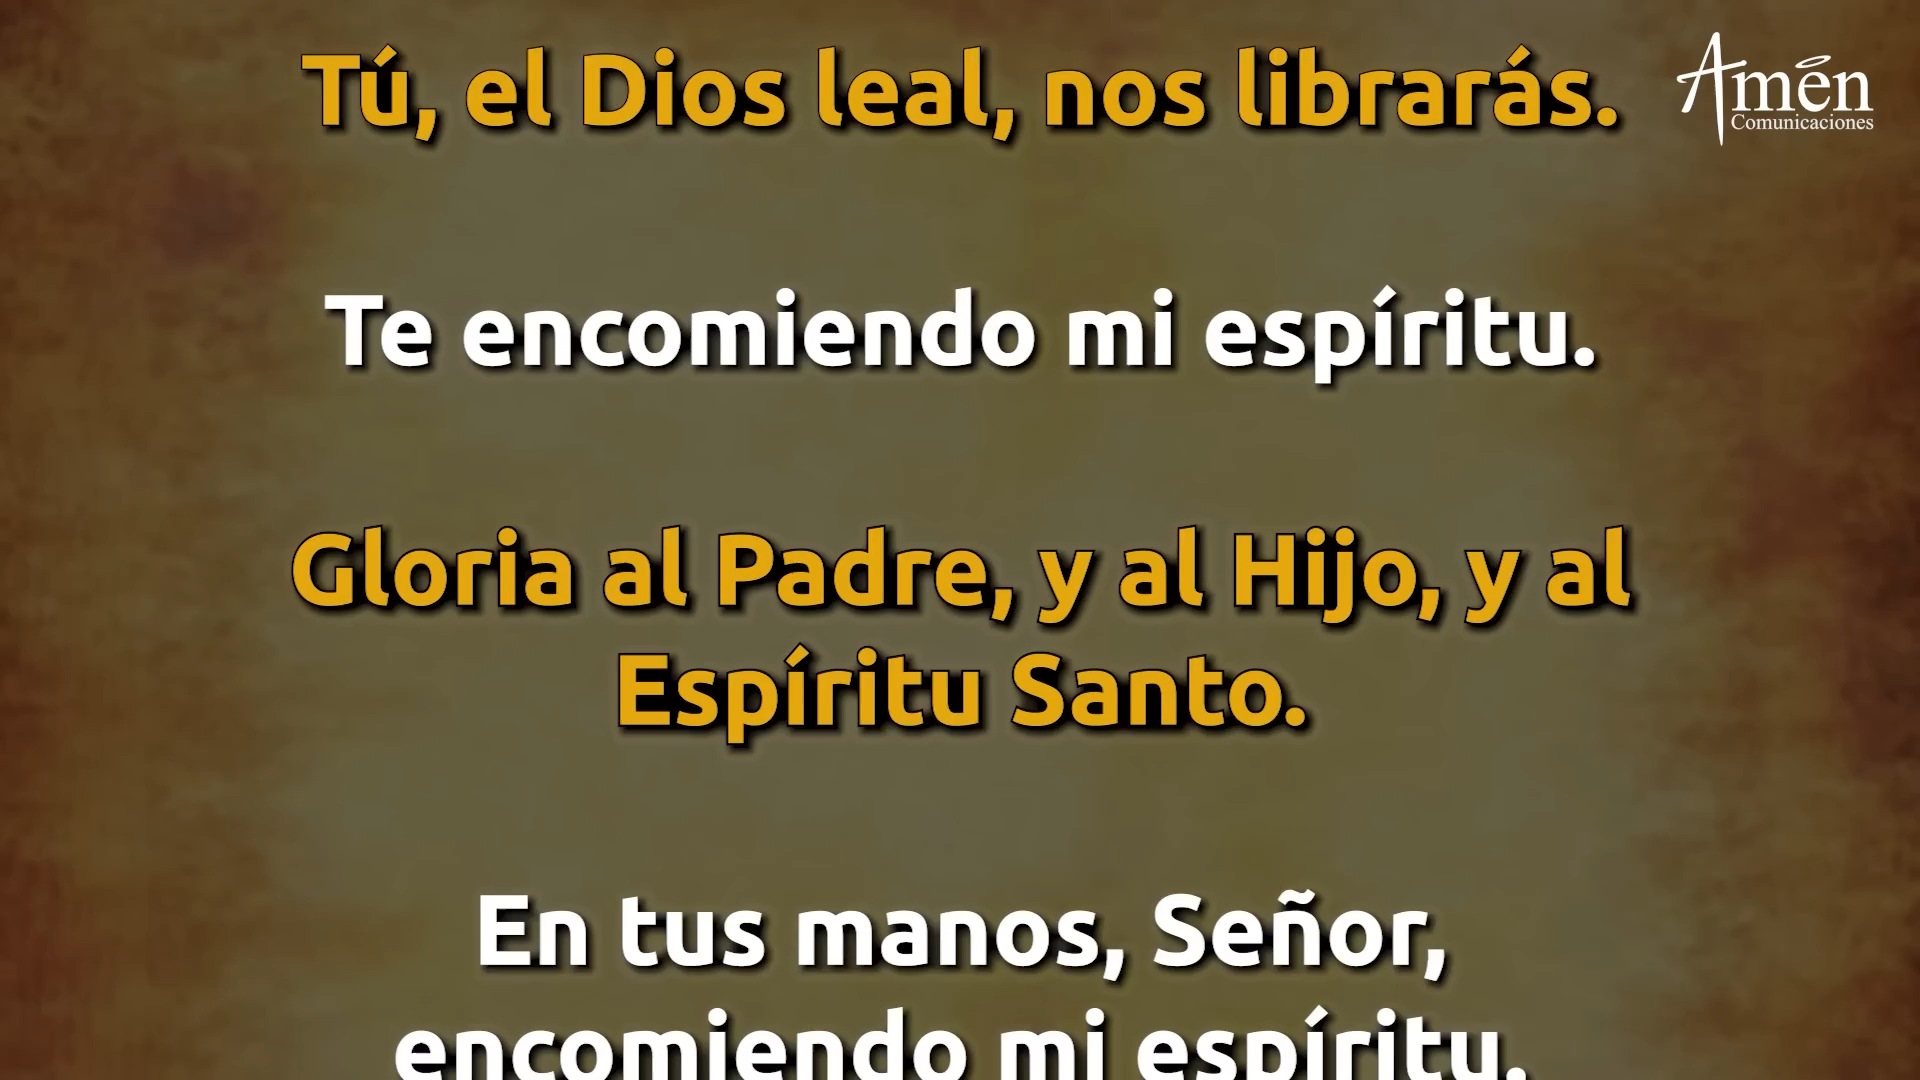 Tú, el Dios leal, nos librarás.
Amén
Comunicaciones
Te encomiendo mi espíritu.
Gloria al Padre, y al Hijo, y al
Espíritu Santo.
En tus manos, Señor,
encomiendo mi espíritu.